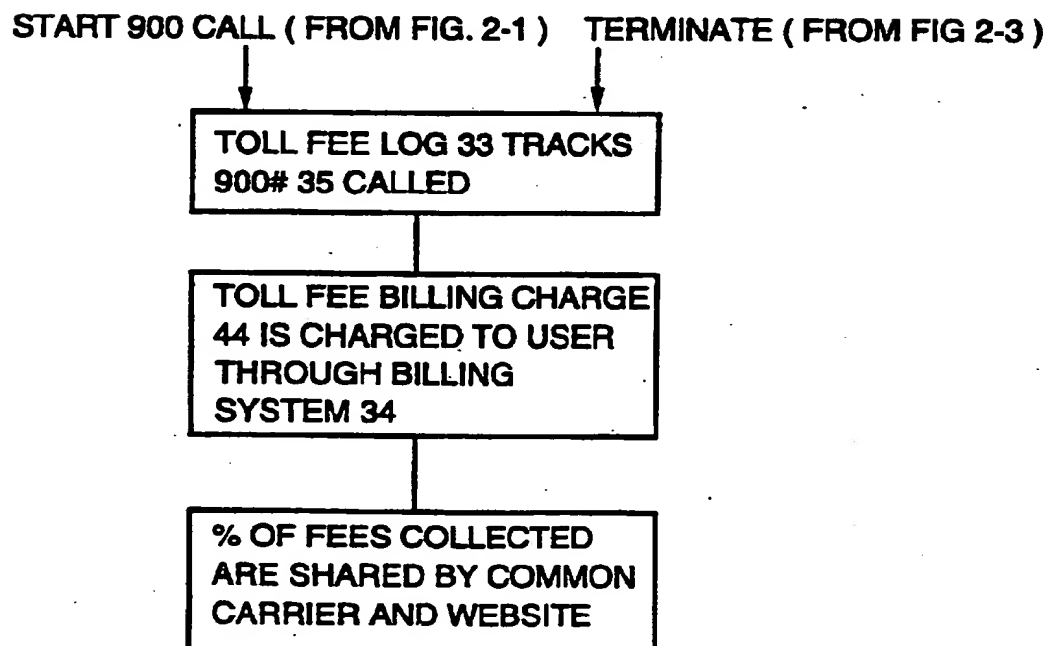 START 900 CALL ( FROM FIG. 2-1 ) TERMINATE ( FROM FIG 2-3 )
TOLL FEE LOG 33 TRACKS
900# 35 CALLED
TOLL FEE BILLING CHARGE
44 IS CHARGED TO USER
THROUGH BILLING
SYSTEM 34
% OF FEES COLLECTED
ARE SHARED BY COMMON
CARRIER AND WEBSITE